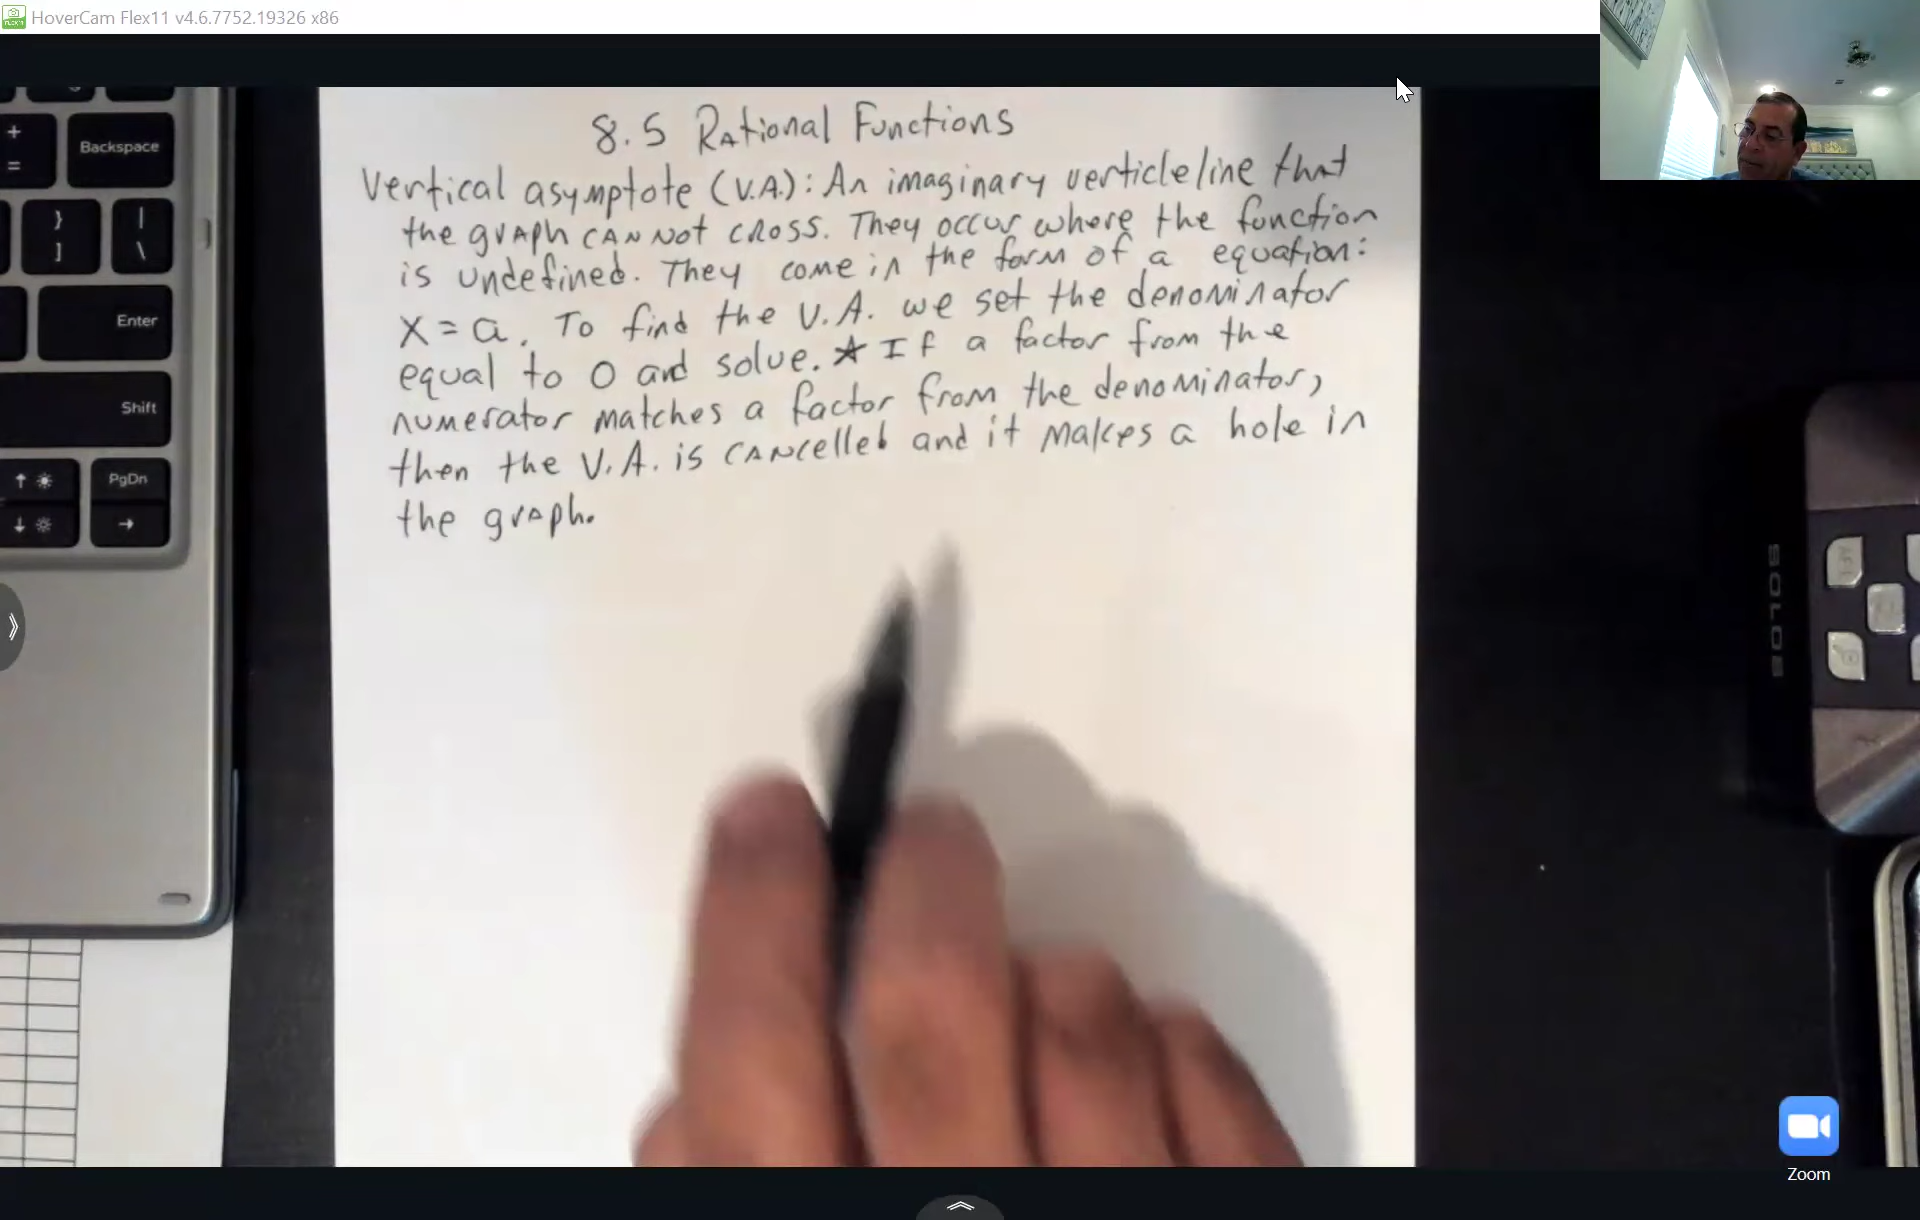 HoverCam Flex11 v4.6.7752.19326 x86
8.5 Rational Functions
Vertical asymptote (V.A.): An imaginary verticle line that
the graph cannot cross. They occur where the function
is undefined. They come in the form of a equation:
x = a. To find the V.A. we set the denominator
equal to 0 and solve. ★ If a factor from the
numerator matches a factor from the denominator,
then the V.A. is cancelled and it makes a hole in
the graph.
+
=
Backspace
}
]
|
\
Enter
Shift
↑
PgDn
↓
→
SOLOS
Zoom